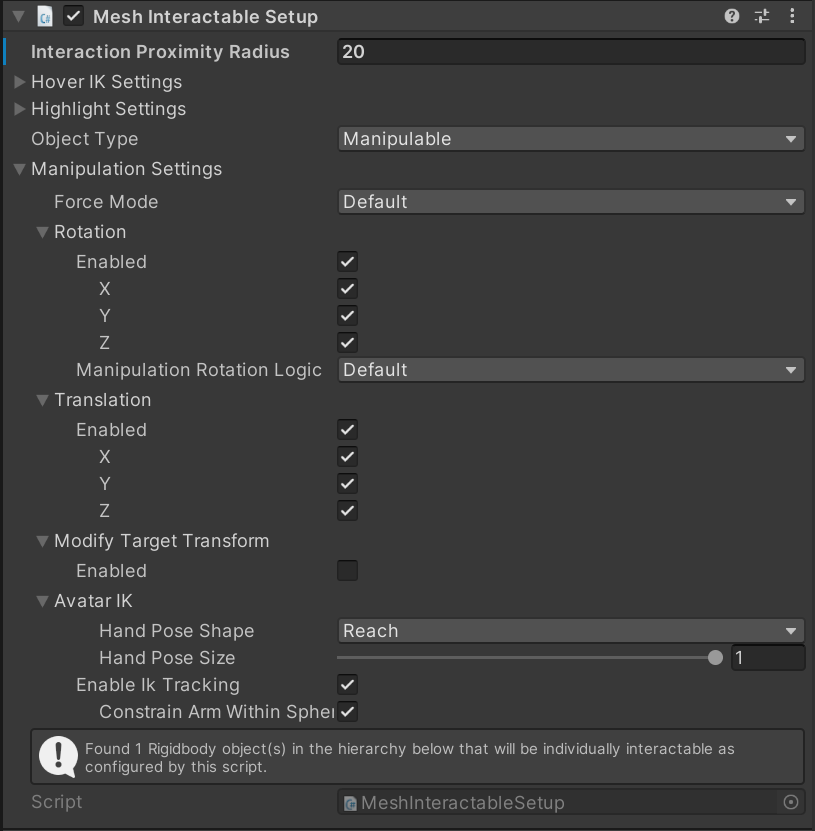 Mesh Interactable Setup
Interaction Proximity Radius 20
Hover IK Settings
Highlight Settings
Object Type Manipulable
Manipulation Settings
Force Mode Default
Rotation
Enabled
X
Y
Z
Manipulation Rotation Logic Default
Translation
Enabled
X
Y
Z
Modify Target Transform
Enabled
Avatar IK
Hand Pose Shape Reach
Hand Pose Size 1
Enable Ik Tracking
Constrain Arm Within Spher
Found 1 Rigidbody object(s) in the hierarchy below that will be individually interactable as
configured by this script.
Script MeshInteractableSetup